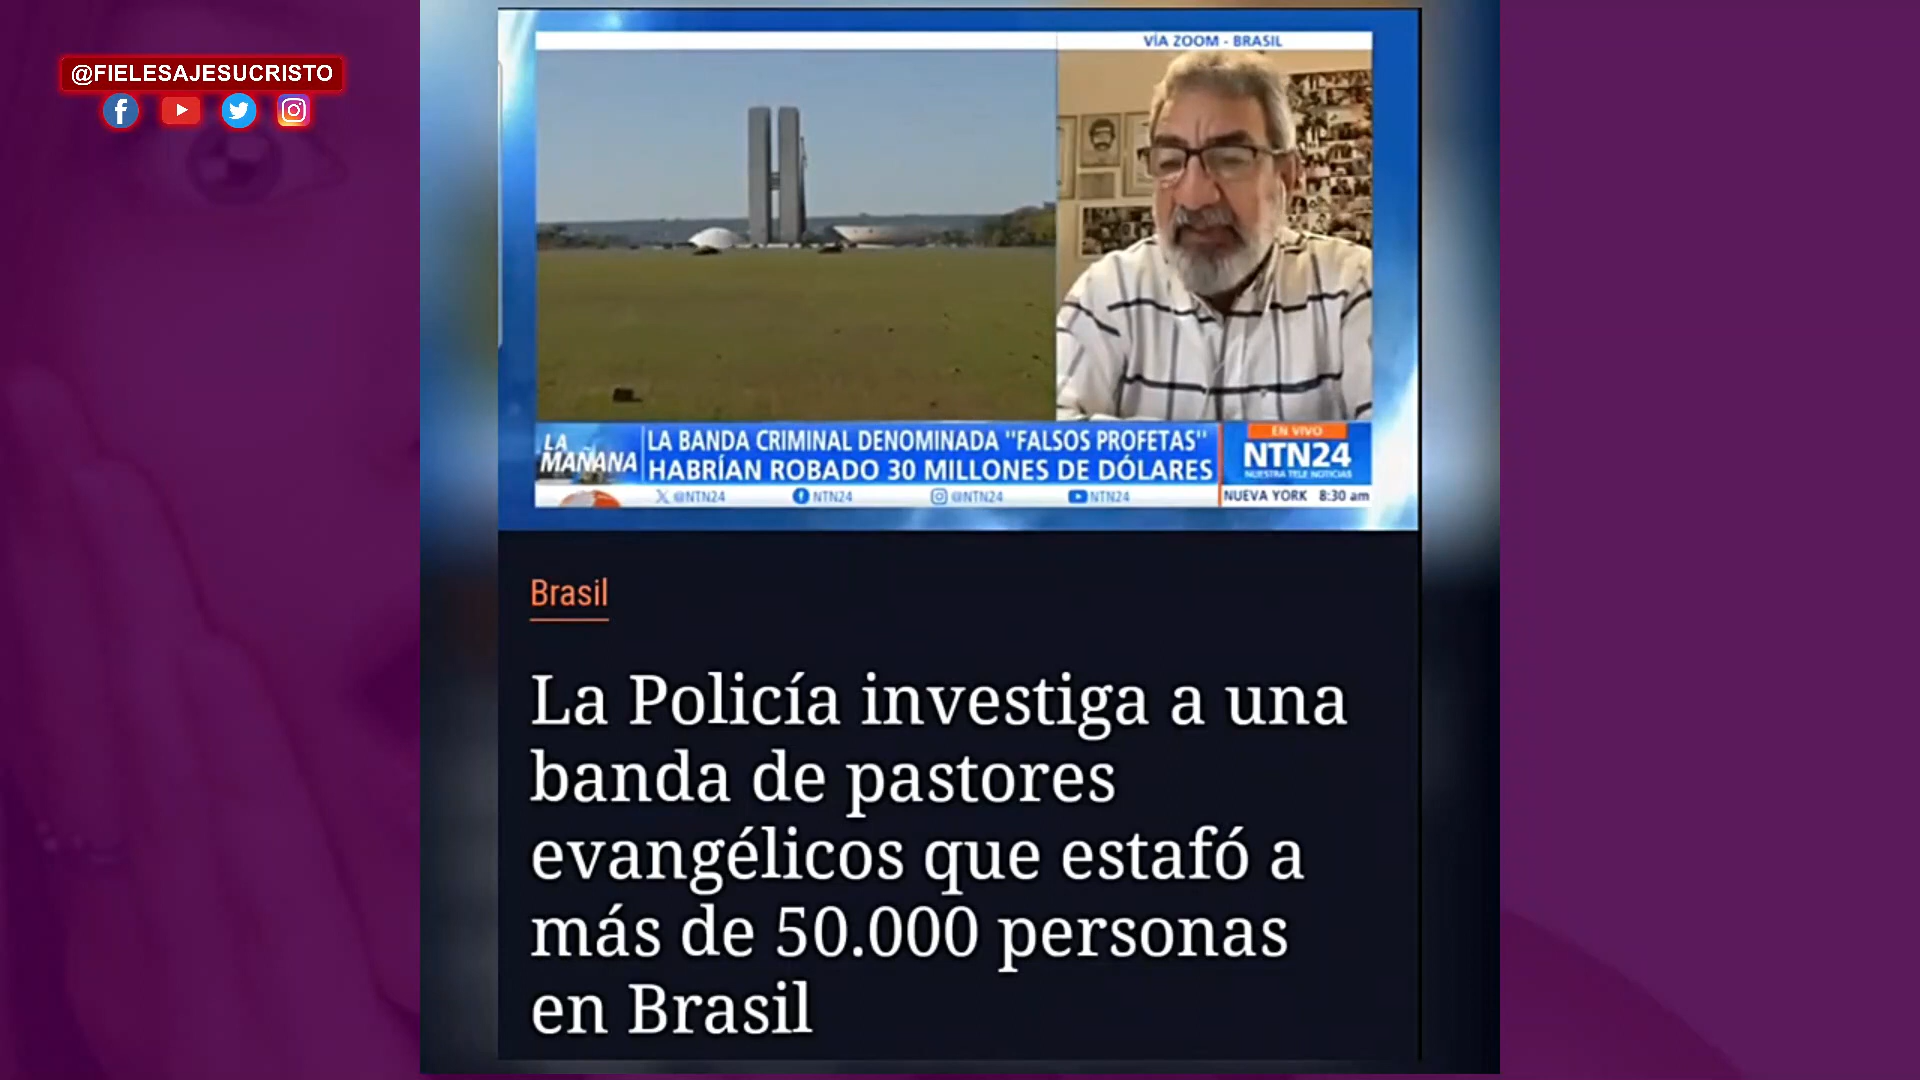 @FIELESAJESUCRISTO
VÍA ZOOM - BRASIL
LA MAÑANA
LA BANDA CRIMINAL DENOMINADA "FALSOS PROFETAS"
HABRÍAN ROBADO 30 MILLONES DE DÓLARES
EN VIVO
NTN24
NUESTRA TELE NOTICIAS
@NTN24 NTN24 @NTN24 NTN24
NUEVA YORK 8:30 am
Brasil
La Policía investiga a una
banda de pastores
evangélicos que estafó a
más de 50.000 personas
en Brasil